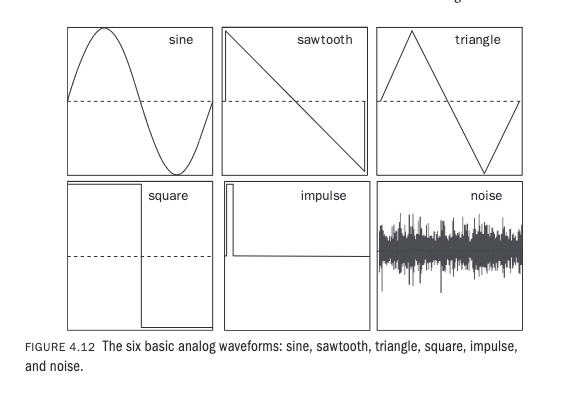 sine
sawtooth
triangle
square
impulse
noise
FIGURE 4.12 The six basic analog waveforms: sine, sawtooth, triangle, square, impulse,
and noise.